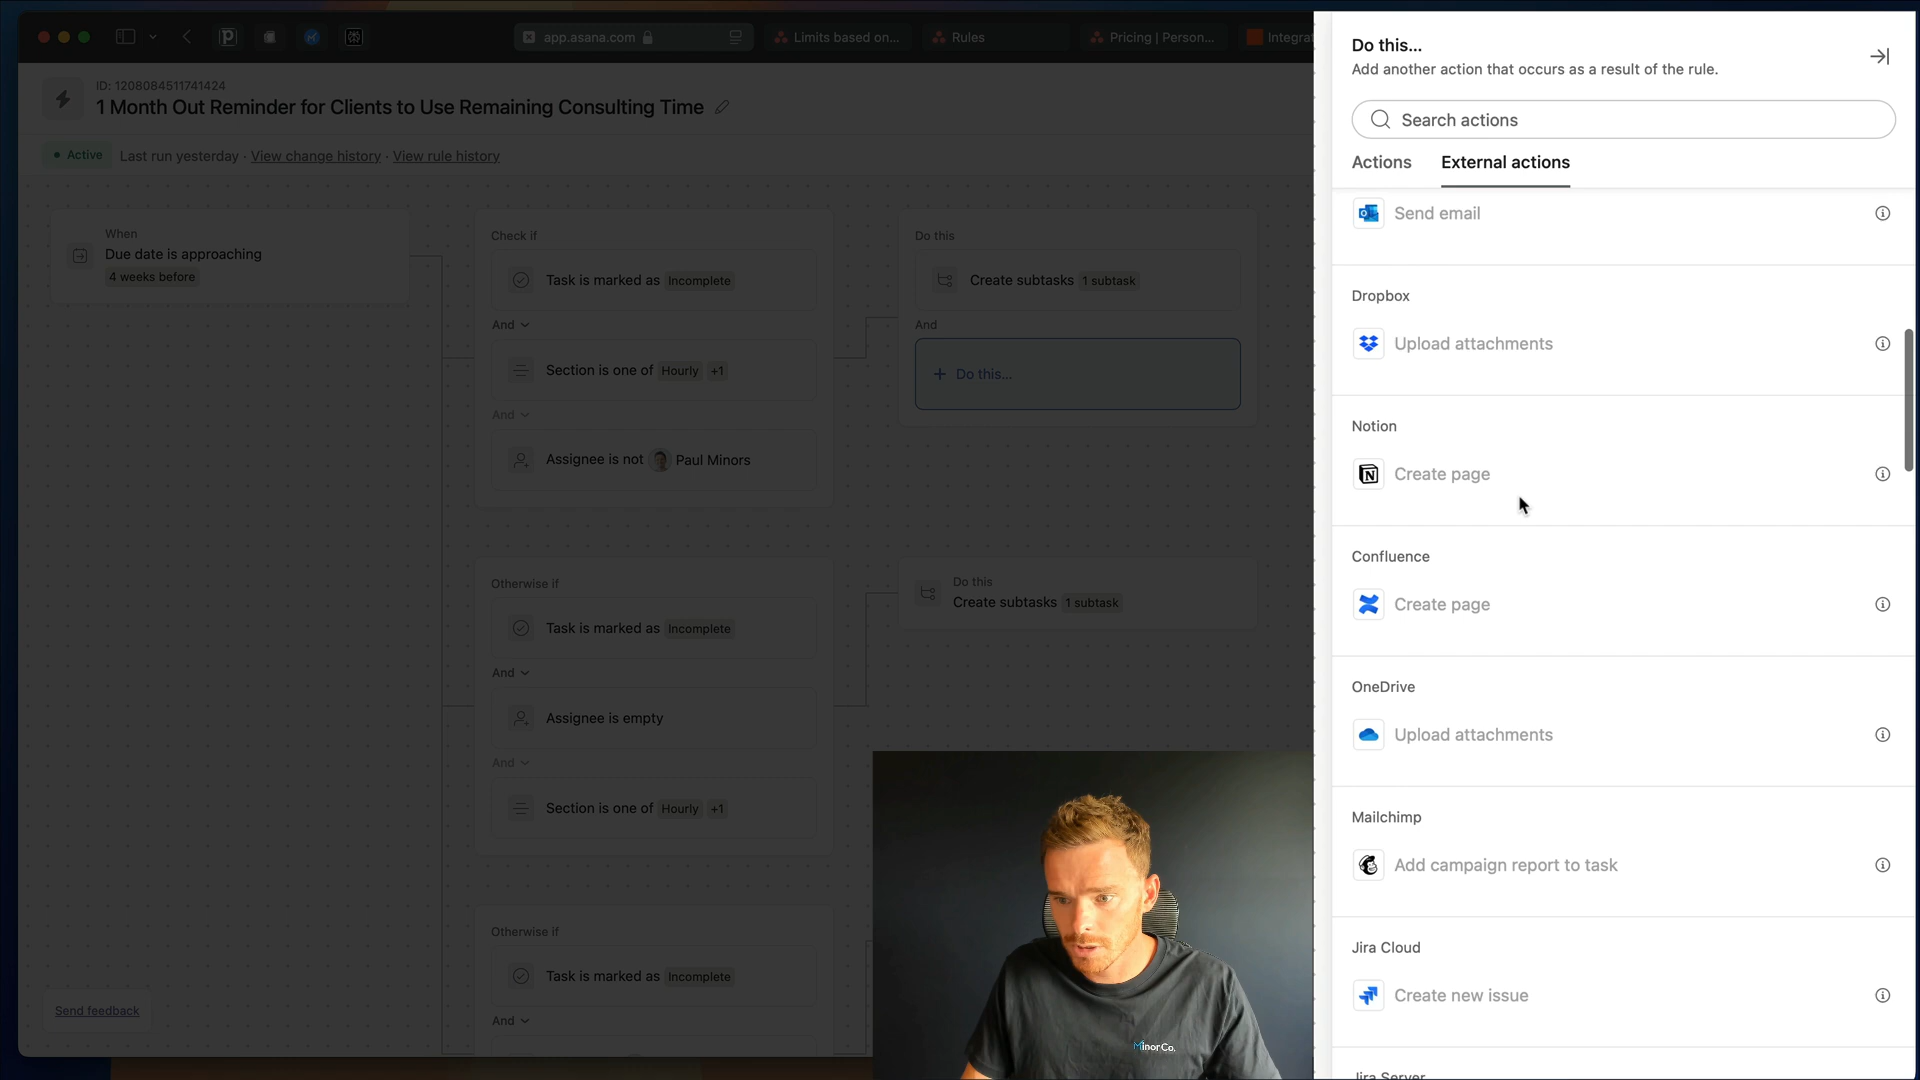 app.asana.com
Limits based on...
Rules
Pricing | Person...
Integra
ID: 1208084511741424
1 Month Out Reminder for Clients to Use Remaining Consulting Time
Active
Last run yesterday · View change history · View rule history
When
Due date is approaching
4 weeks before
Check if
Task is marked as Incomplete
And
Section is one of Hourly +1
And
Assignee is not Paul Minors
Do this
Create subtasks 1 subtask
And
+ Do this...
Otherwise if
Task is marked as Incomplete
And
Assignee is empty
And
Section is one of Hourly +1
Do this
Create subtasks 1 subtask
Otherwise if
Task is marked as Incomplete
And
Send feedback
MinorCo.
Do this...
Add another action that occurs as a result of the rule.
Search actions
Actions
External actions
Send email
Dropbox
Upload attachments
Notion
Create page
Confluence
Create page
OneDrive
Upload attachments
Mailchimp
Add campaign report to task
Jira Cloud
Create new issue
Jira Server